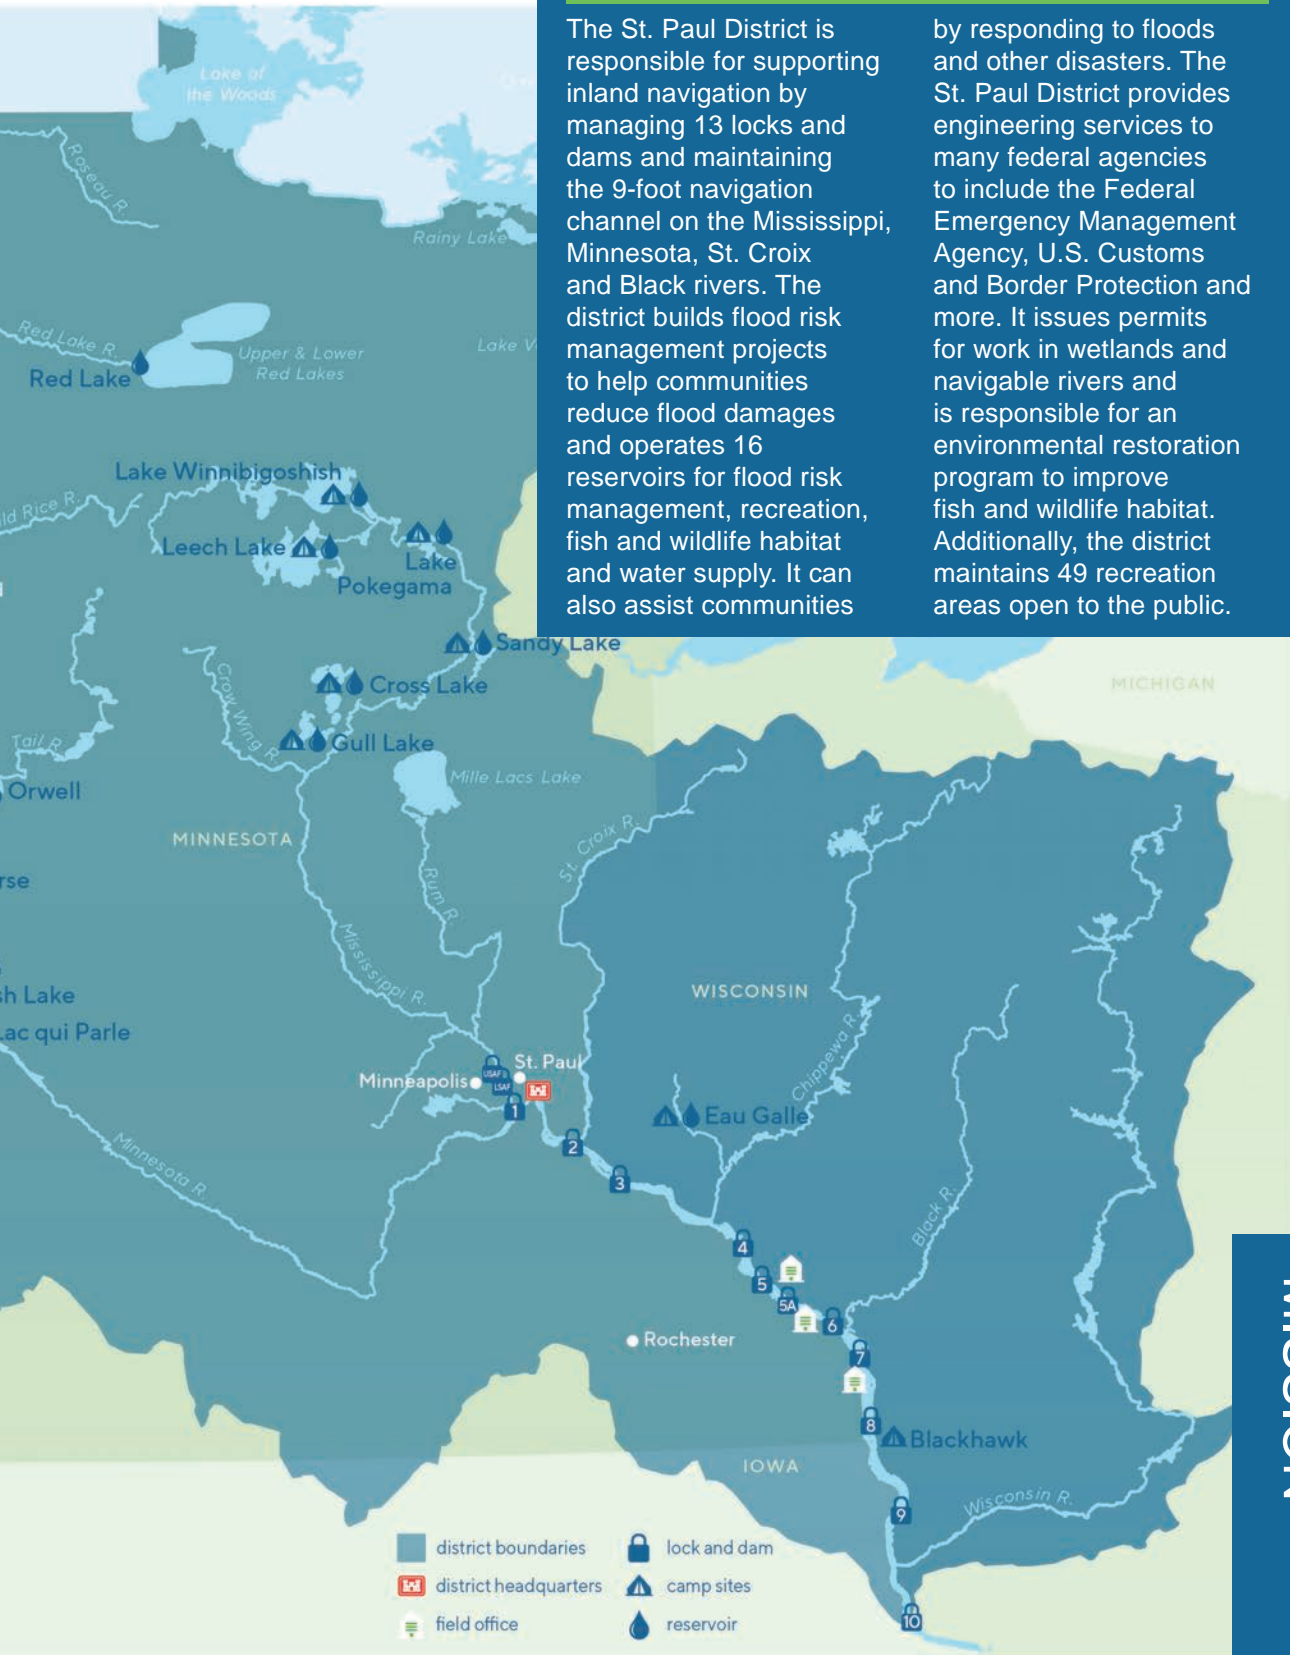 The St. Paul District is
responsible for supporting
inland navigation by
managing 13 locks and
dams and maintaining
the 9-foot navigation
channel on the Mississippi,
Minnesota, St. Croix
and Black rivers. The
district builds flood risk
management projects
to help communities
reduce flood damages
and operates 16
reservoirs for flood risk
management, recreation,
fish and wildlife habitat
and water supply. It can
also assist communities
by responding to floods
and other disasters. The
St. Paul District provides
engineering services to
many federal agencies
to include the Federal
Emergency Management
Agency, U.S. Customs
and Border Protection and
more. It issues permits
for work in wetlands and
navigable rivers and
is responsible for an
environmental restoration
program to improve
fish and wildlife habitat.
Additionally, the district
maintains 49 recreation
areas open to the public.
Lake of
the Woods
Roseau R.
Rainy Lake
Red Lake R.
Red Lake
Upper & Lower
Red Lakes
Lake V
Lake Winnibigoshish
ld Rice R.
Leech Lake
Lake
Pokegama
Sandy Lake
Cross Lake
Crow Wing R.
Gull Lake
Tail R.
Orwell
Mille Lacs Lake
MICHIGAN
MINNESOTA
St. Croix R.
rse
Rum R.
Mississippi R.
WISCONSIN
sh Lake
Lac qui Parle
Chippewa R.
Minneapolis
St. Paul
USAF
LSAF
1
Eau Galle
2
Minnesota R.
3
Black R.
4
5
5A
6
Rochester
7
8
Blackhawk
IOWA
9
Wisconsin R.
10
district boundaries
lock and dam
district headquarters
camp sites
field office
reservoir